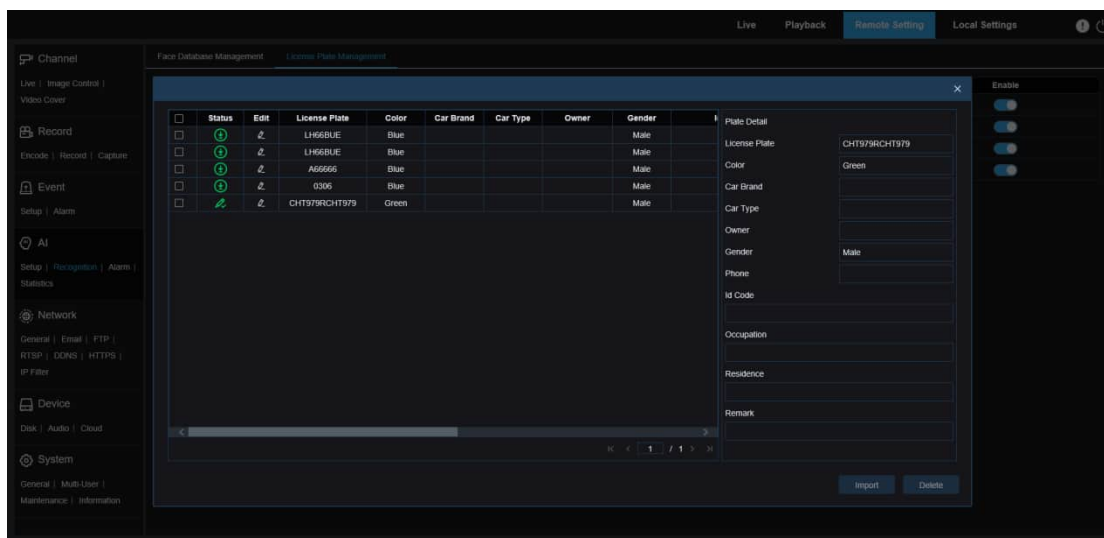 Live Playback Remote Setting Local Settings
Channel
Live | Image Control |
Video Cover
Record
Encode | Record | Capture
Event
Setup | Alarm
AI
Setup | Recognition | Alarm |
Statistics
Network
General | Email | FTP |
RTSP | DDNS | HTTPS |
IP Filter
Device
Disk | Audio | Cloud
System
General | Multi-User |
Maintenance | Information
Face Database Management License Plate Management
Enable
Status Edit License Plate Color Car Brand Car Type Owner Gender
LH66BUE Blue Male
LH66BUE Blue Male
A66666 Blue Male
0306 Blue Male
CHT979RCHT979 Green Male
1 / 1
Plate Detail
License Plate CHT979RCHT979
Color Green
Car Brand
Car Type
Owner
Gender Male
Phone
Id Code
Occupation
Residence
Remark
Import Delete